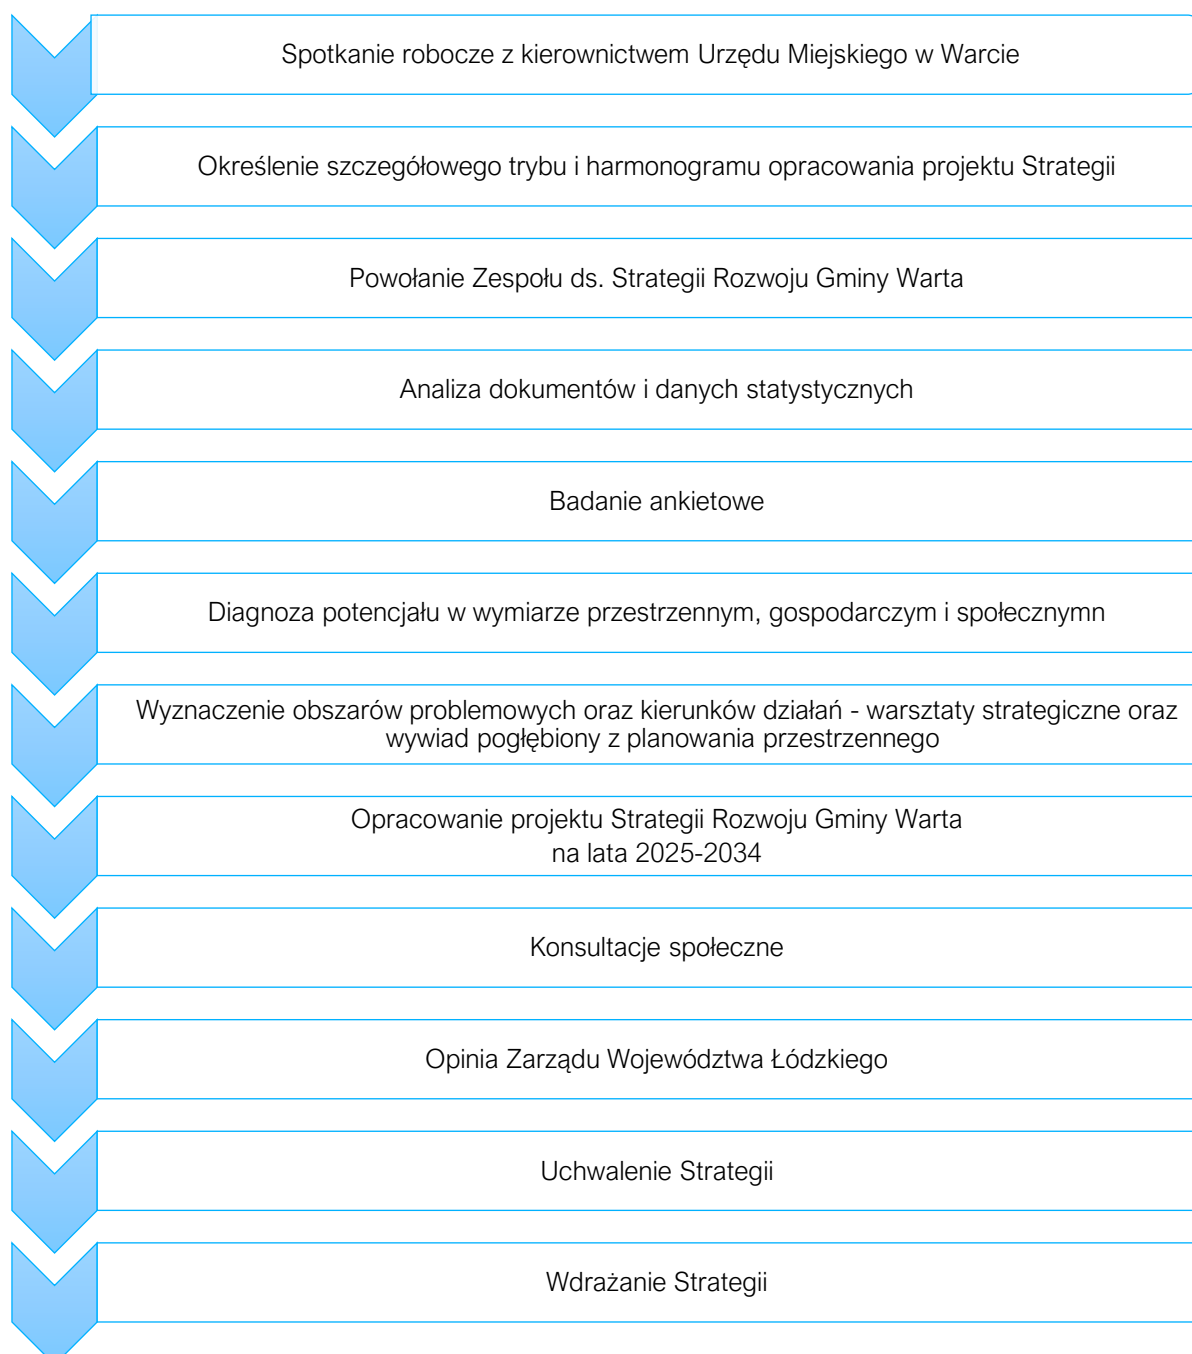 Spotkanie robocze z kierownictwem Urzędu Miejskiego w Warcie
Określenie szczegółowego trybu i harmonogramu opracowania projektu Strategii
Powołanie Zespołu ds. Strategii Rozwoju Gminy Warta
Analiza dokumentów i danych statystycznych
Badanie ankietowe
Diagnoza potencjału w wymiarze przestrzennym, gospodarczym i społecznymn
Wyznaczenie obszarów problemowych oraz kierunków działań - warsztaty strategiczne oraz
wywiad pogłębiony z planowania przestrzennego
Opracowanie projektu Strategii Rozwoju Gminy Warta
na lata 2025-2034
Konsultacje społeczne
Opinia Zarządu Województwa Łódzkiego
Uchwalenie Strategii
Wdrażanie Strategii